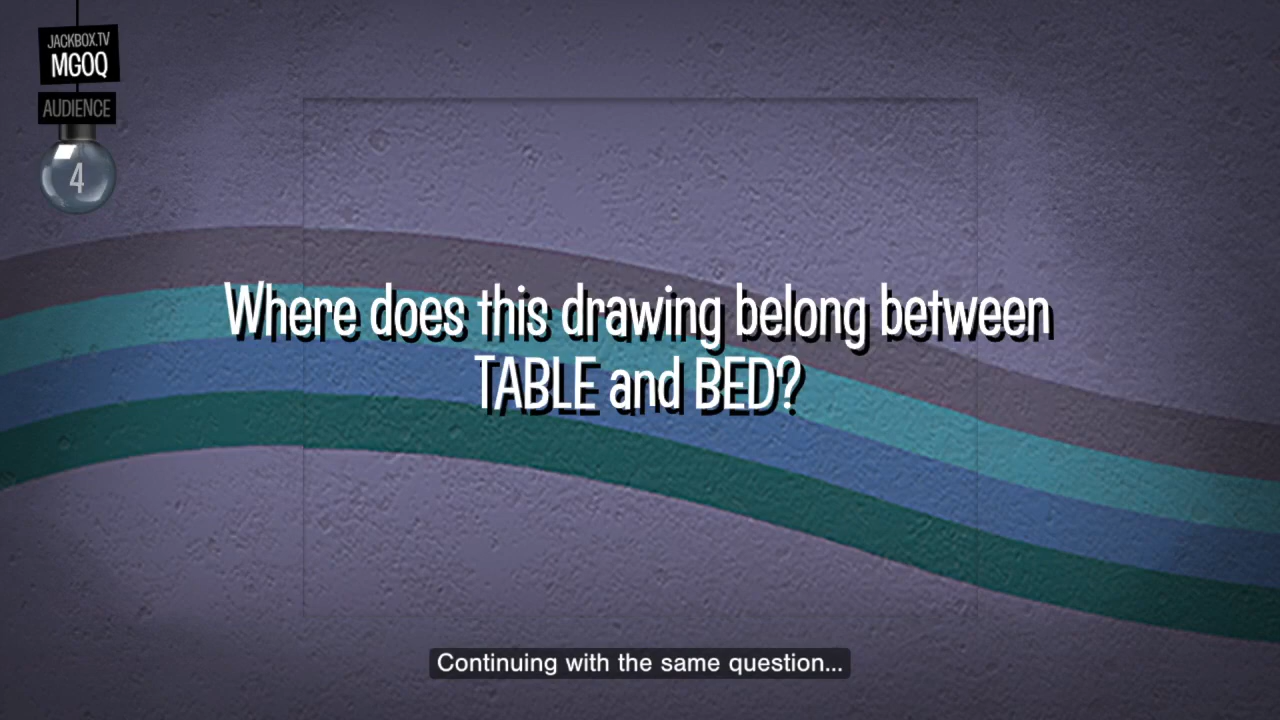 JACKBOX.TV
MGOQ
AUDIENCE
4
Where does this drawing belong between
TABLE and BED?
Continuing with the same question...